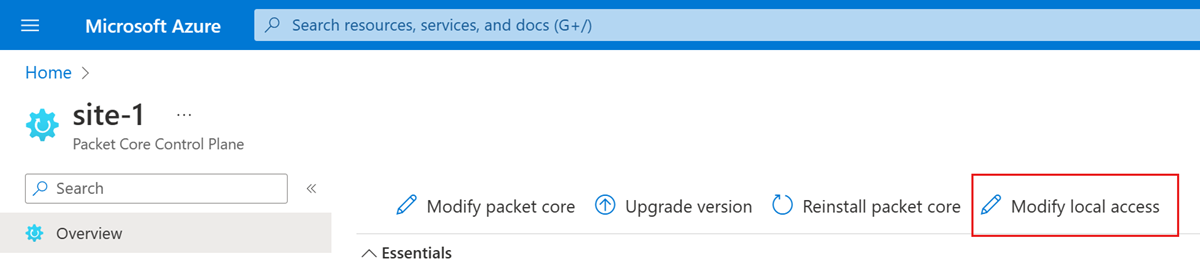 Microsoft Azure
Search resources, services, and docs (G+/)
Home >
site-1 ...
Packet Core Control Plane
Search «
Modify packet core Upgrade version Reinstall packet core Modify local access
Overview
Essentials